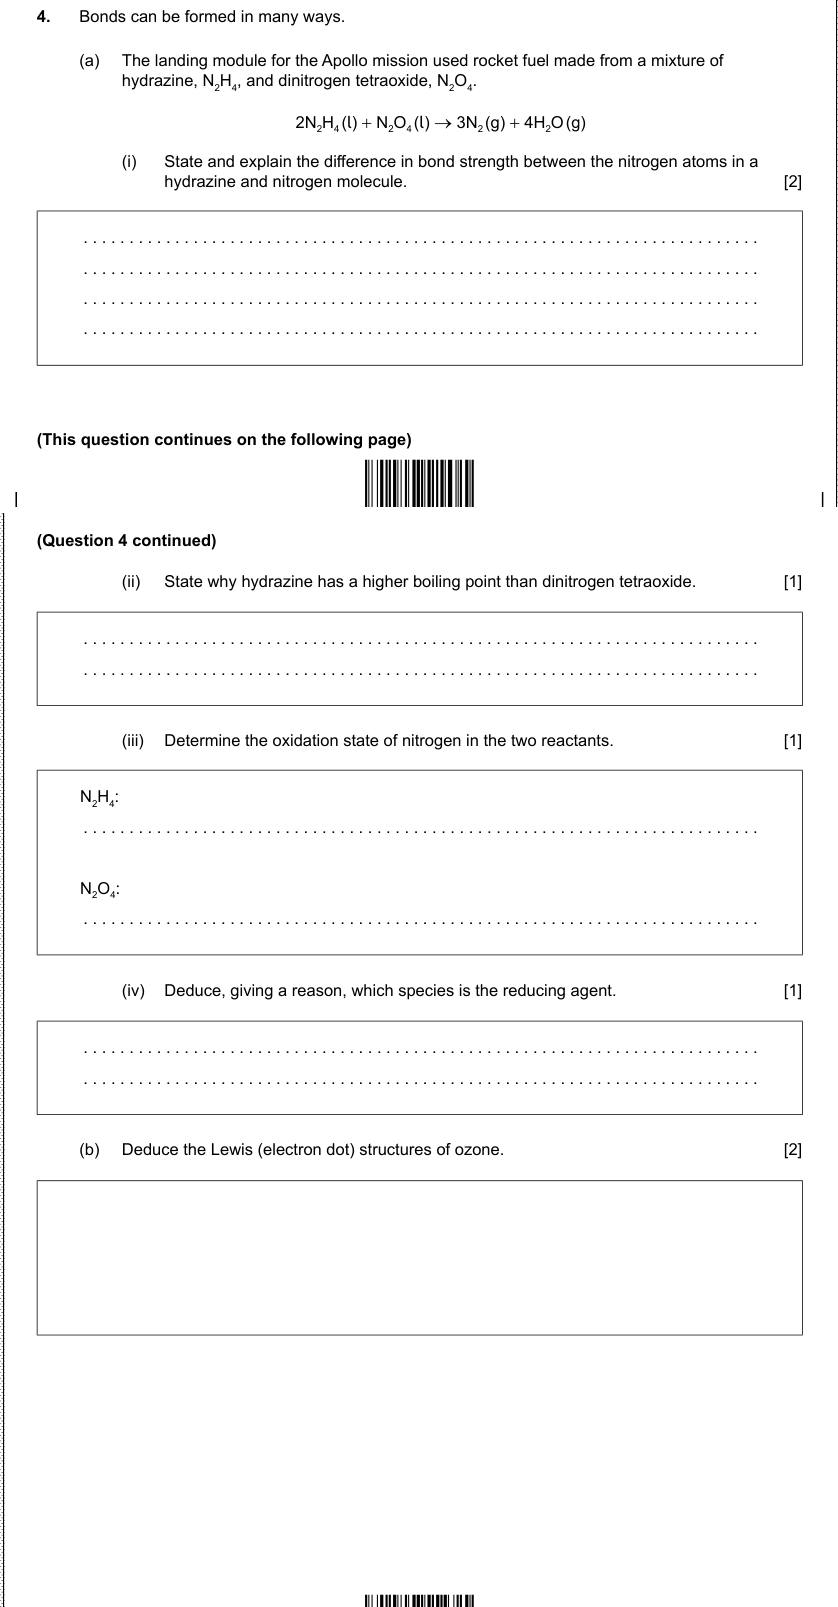 4. Bonds can be formed in many ways.
(a) The landing module for the Apollo mission used rocket fuel made from a mixture of
hydrazine, N₂H₄, and dinitrogen tetraoxide, N₂O₄.
2N₂H₄(l) + N₂O₄(l) → 3N₂(g) + 4H₂O(g)
(i) State and explain the difference in bond strength between the nitrogen atoms in a
hydrazine and nitrogen molecule. [2]
(This question continues on the following page)
(Question 4 continued)
(ii) State why hydrazine has a higher boiling point than dinitrogen tetraoxide. [1]
(iii) Determine the oxidation state of nitrogen in the two reactants. [1]
N₂H₄:
N₂O₄:
(iv) Deduce, giving a reason, which species is the reducing agent. [1]
(b) Deduce the Lewis (electron dot) structures of ozone. [2]